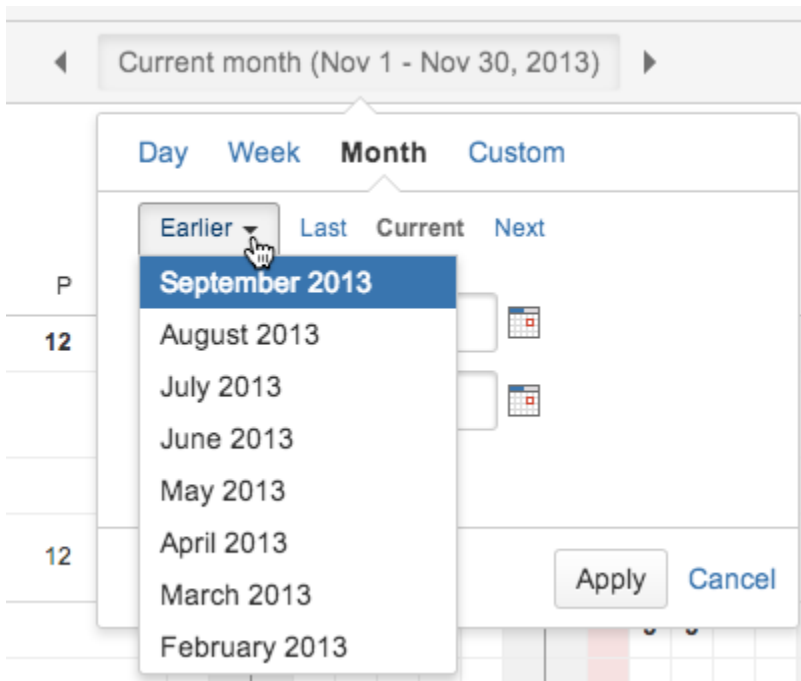 Current month (Nov 1 - Nov 30, 2013)
Day Week Month Custom
Earlier Last Current Next
P
September 2013
12
August 2013
July 2013
June 2013
May 2013
April 2013
12
Apply Cancel
March 2013
February 2013